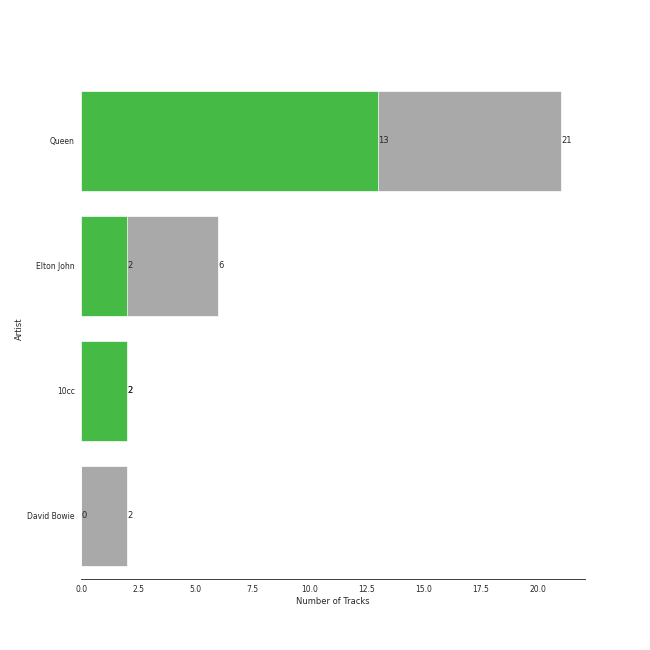 Queen 13 21
Elton John 2 6
10cc 2
David Bowie 0 2
Artist
0.0 2.5 5.0 7.5 10.0 12.5 15.0 17.5 20.0
Number of Tracks